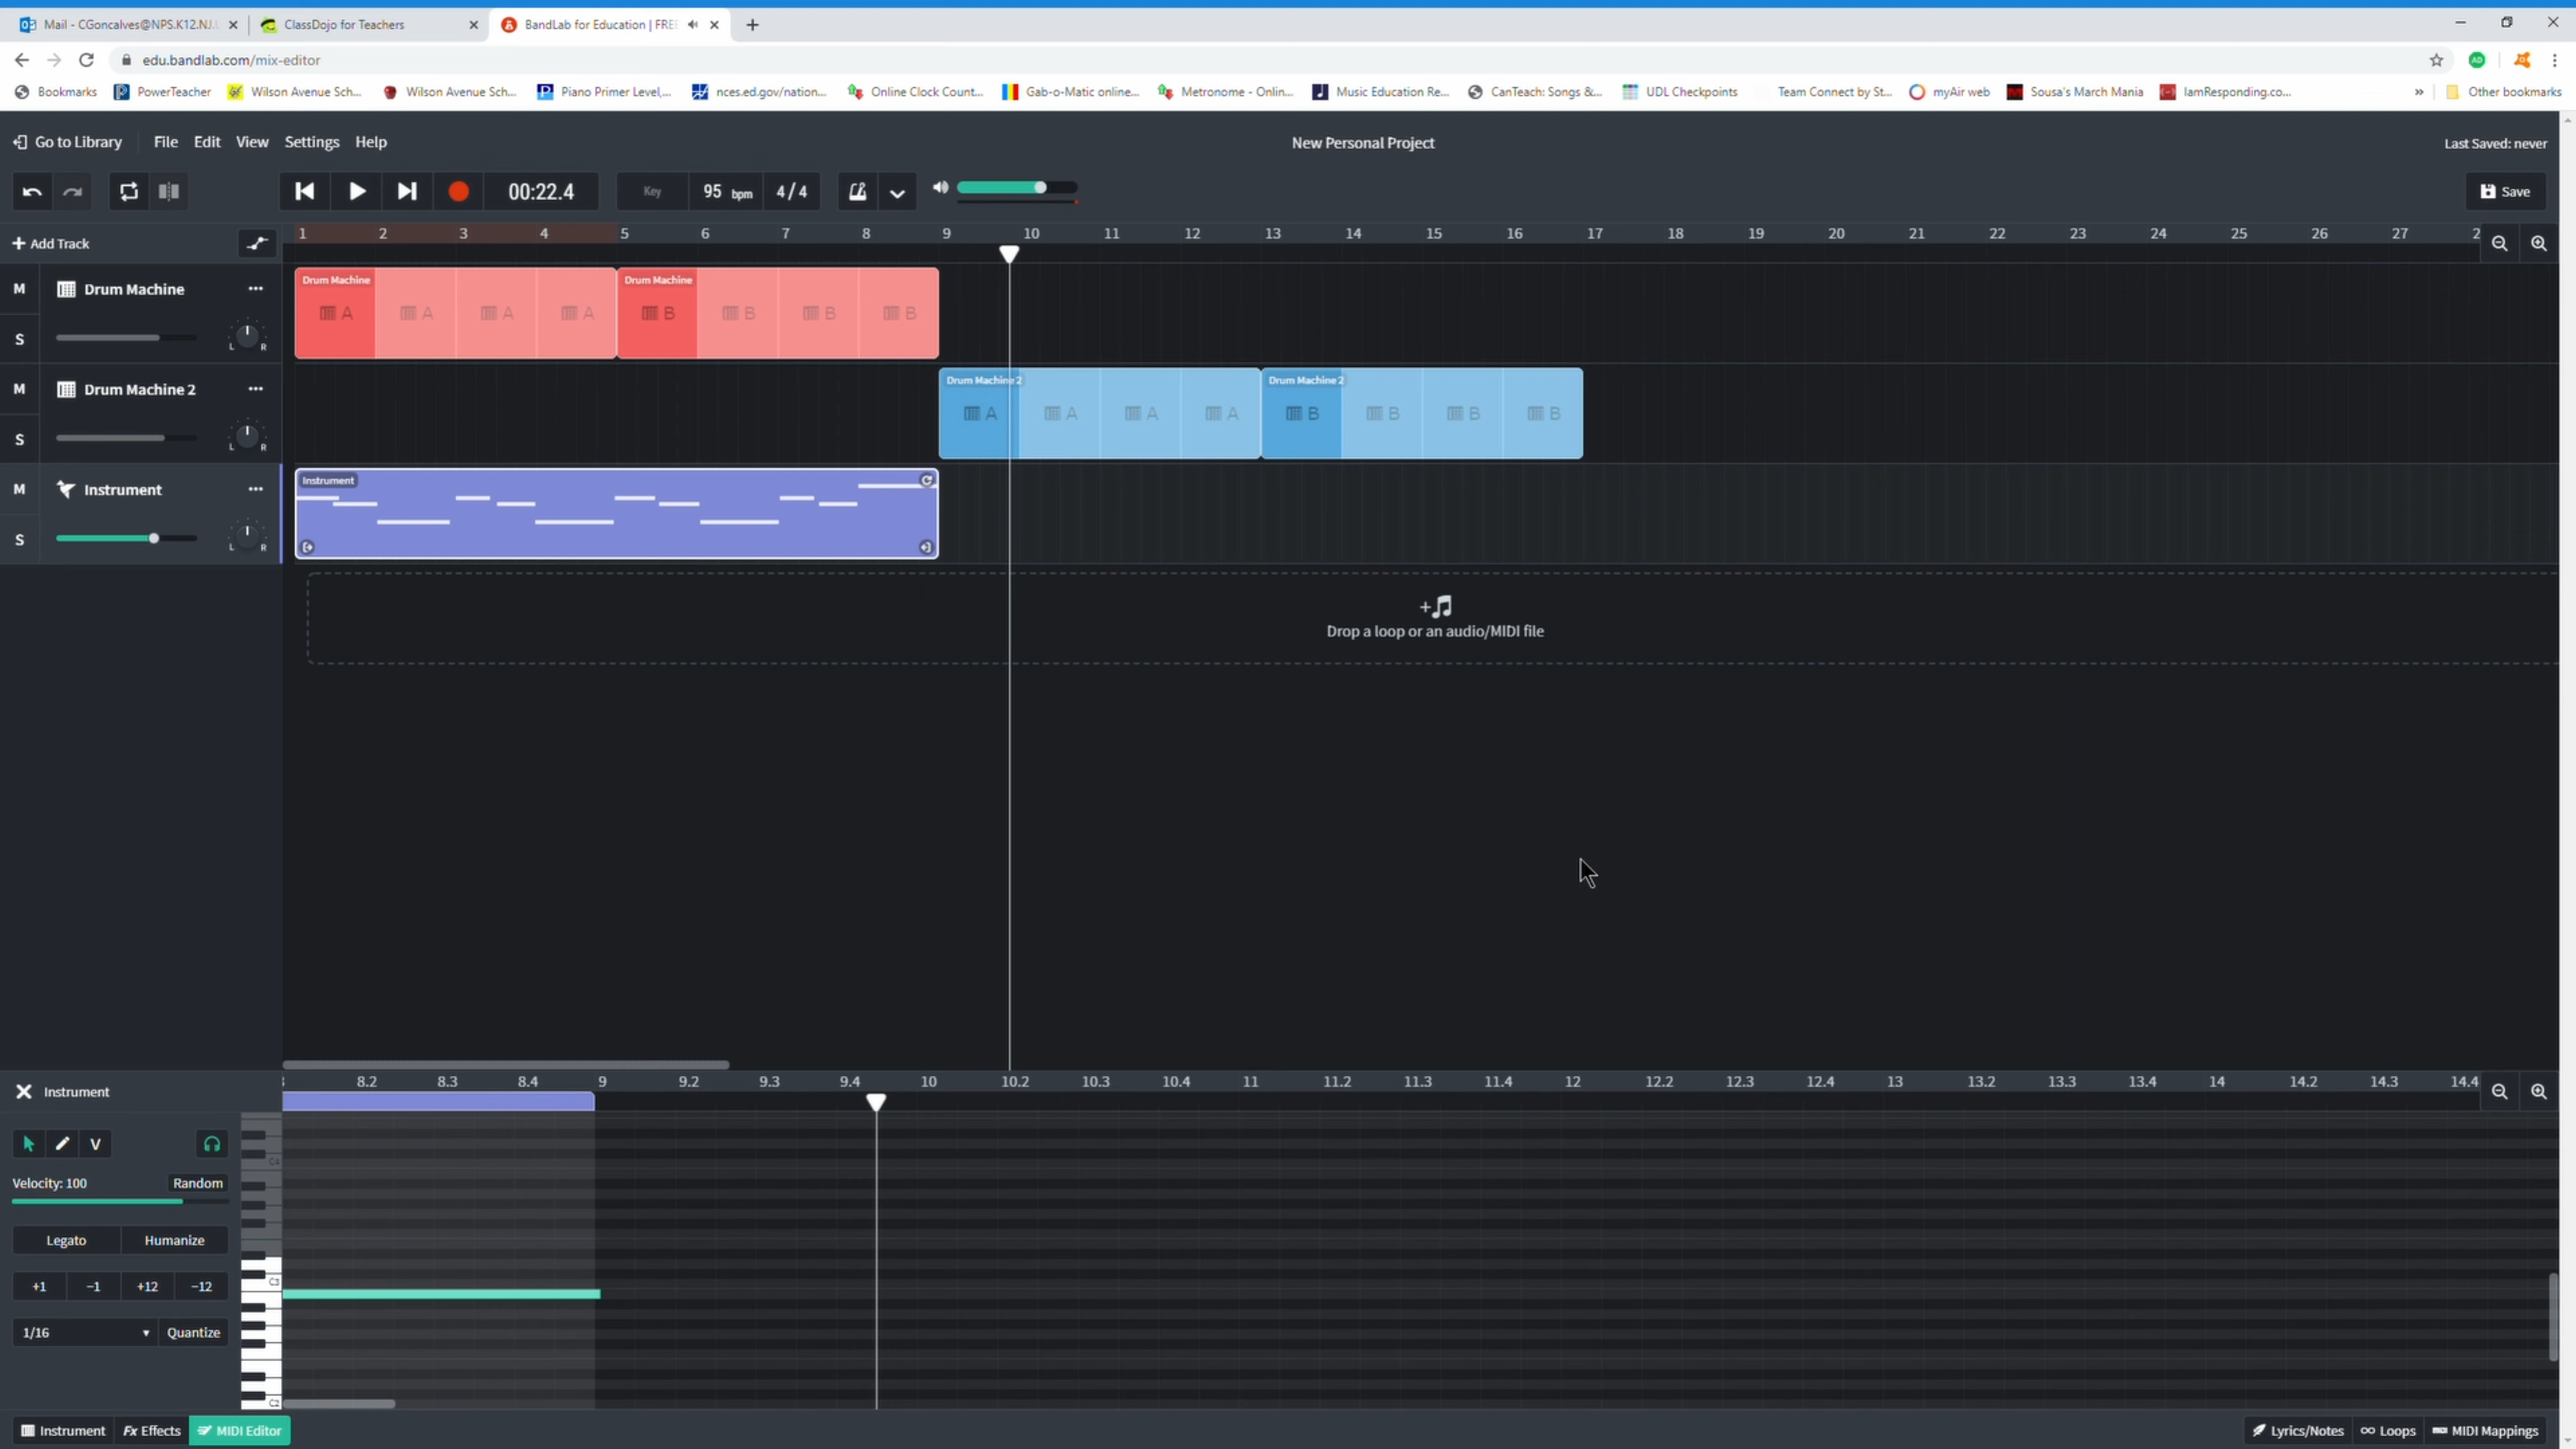 Mail - CGoncalves@NPS.K12.NJ.
ClassDojo for Teachers
BandLab for Education | FREE
edu.bandlab.com/mix-editor
Bookmarks PowerTeacher Wilson Avenue Sch... Wilson Avenue Sch... Piano Primer Level,... nces.ed.gov/nation... Online Clock Count... Gab-o-Matic online... Metronome - Onlin... Music Education Re... CanTeach: Songs &... UDL Checkpoints Team Connect by St... myAir web Sousa's March Mania IamResponding.co... » Other bookmarks
Go to Library File Edit View Settings Help New Personal Project Last Saved: never
00:22.4 Key 95 bpm 4/4 Save
+ Add Track 1 2 3 4 5 6 7 8 9 10 11 12 13 14 15 16 17 18 19 20 21 22 23 24 25 26 27 2
M Drum Machine
S L R
Drum Machine Drum Machine
A A A A B B B B
M Drum Machine 2
S L R
Drum Machine 2 Drum Machine 2
A A A A B B B B
M Instrument
S L R
Instrument
Drop a loop or an audio/MIDI file
Instrument 8.2 8.3 8.4 9 9.2 9.3 9.4 10 10.2 10.3 10.4 11 11.2 11.3 11.4 12 12.2 12.3 12.4 13 13.2 13.3 13.4 14 14.2 14.3 14.4
V
C4
Velocity: 100 Random
Legato Humanize
+1 -1 +12 -12
C3
1/16 Quantize
C2
Instrument Fx Effects MIDI Editor Lyrics/Notes Loops MIDI Mappings